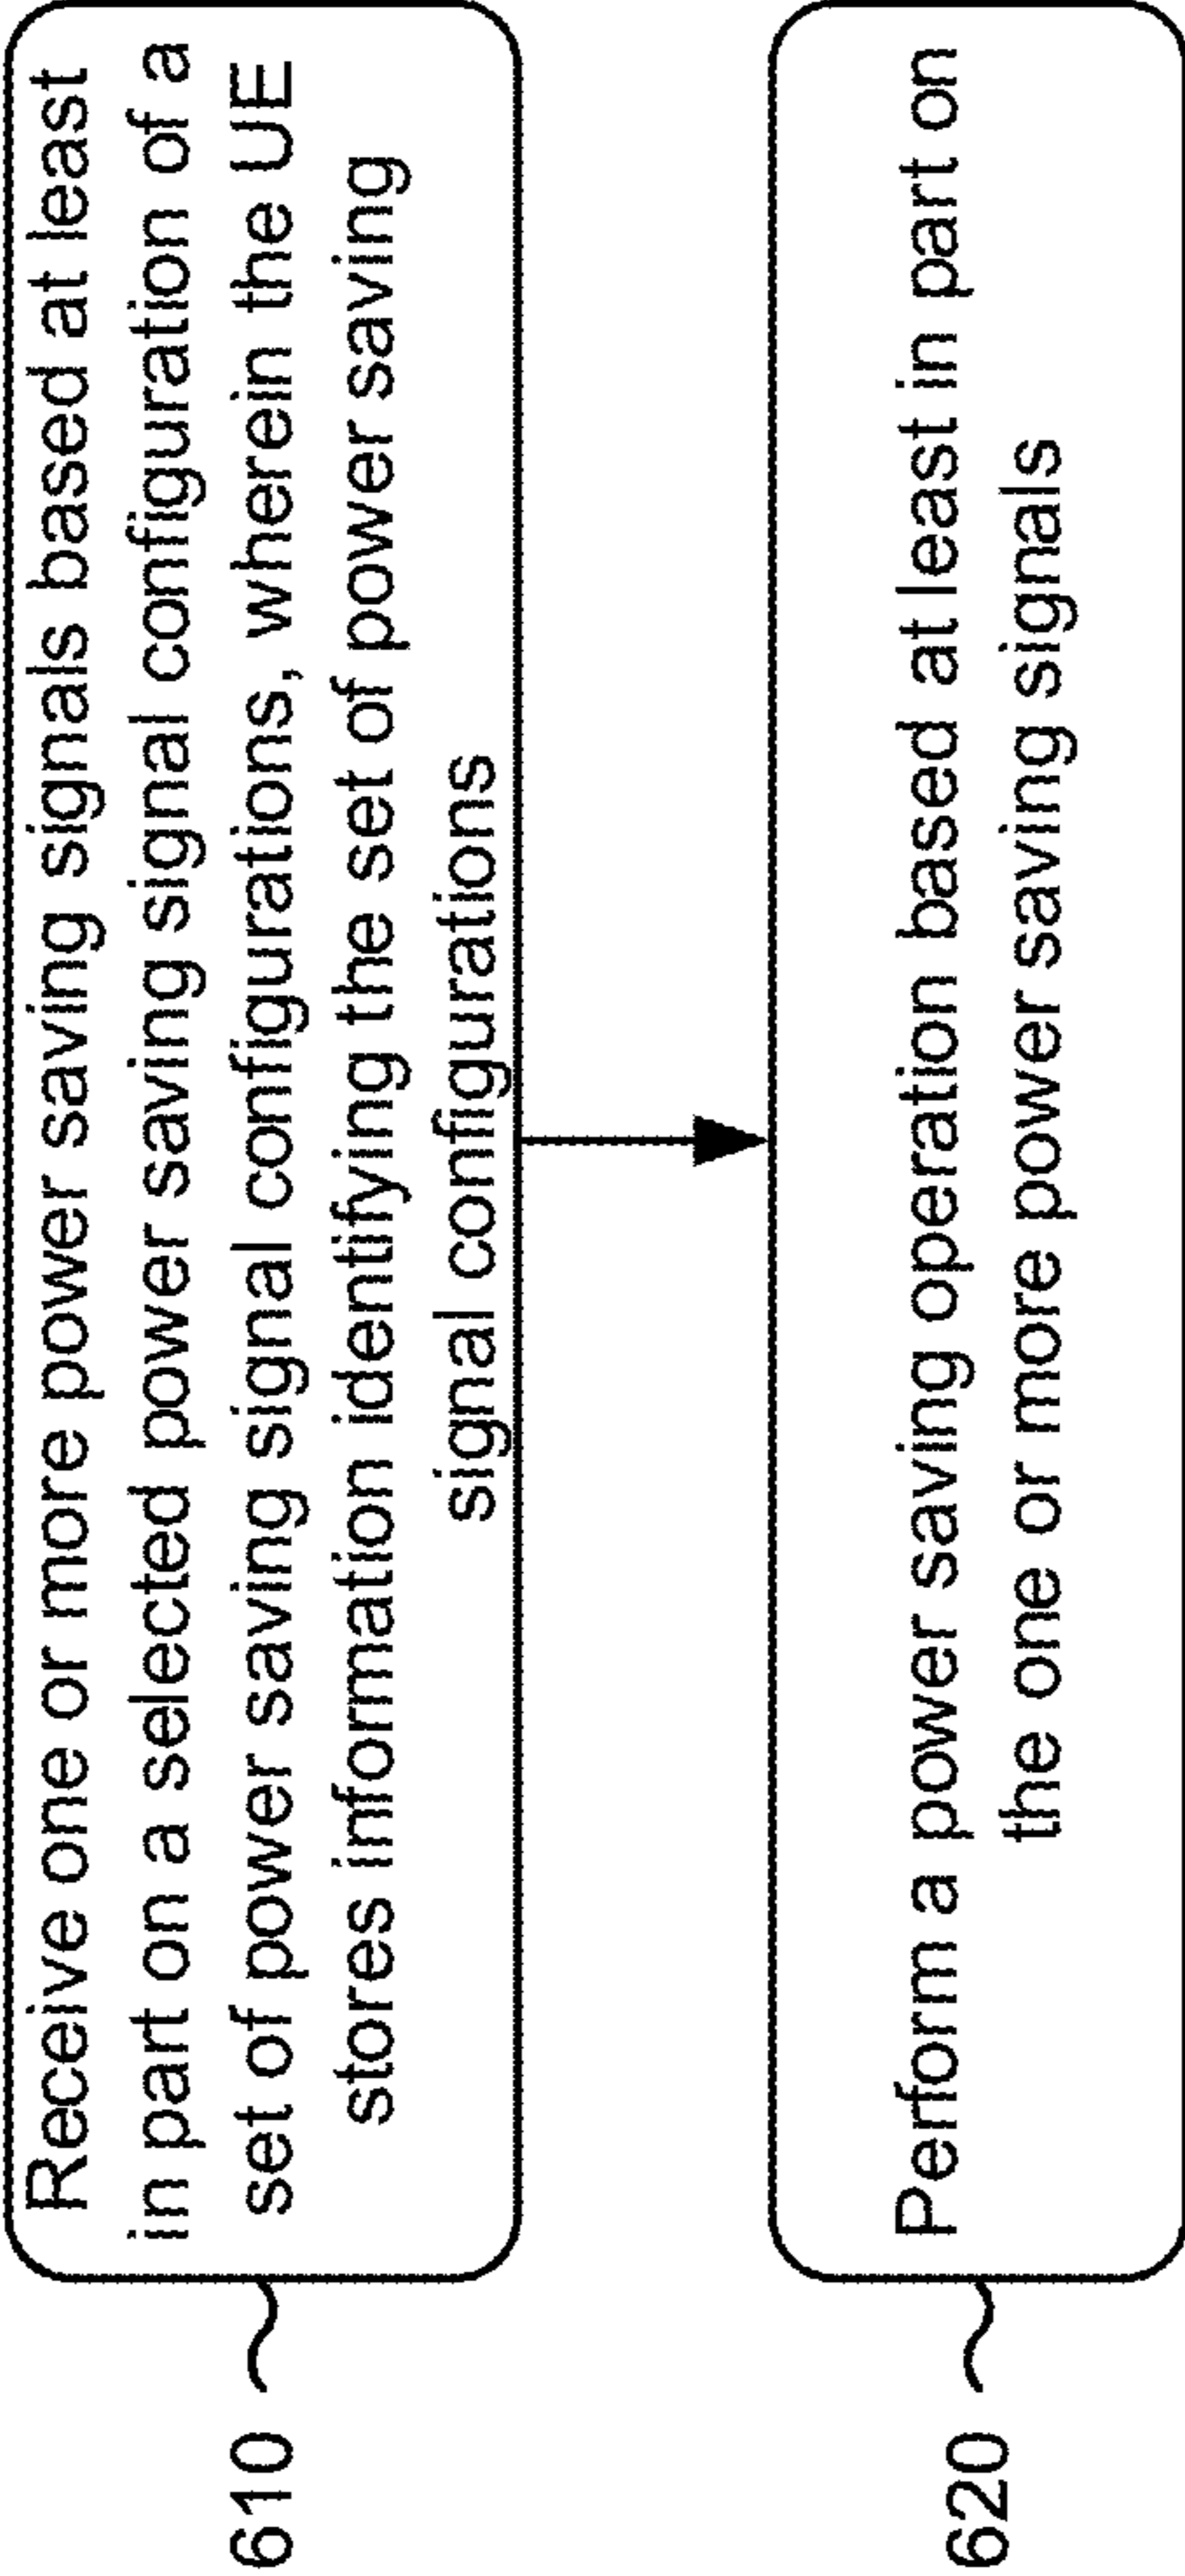 610
Receive one or more power saving signals based at least
in part on a selected power saving signal configuration of a
set of power saving signal configurations, wherein the UE
stores information identifying the set of power saving
signal configurations
620
Perform a power saving operation based at least in part on
the one or more power saving signals